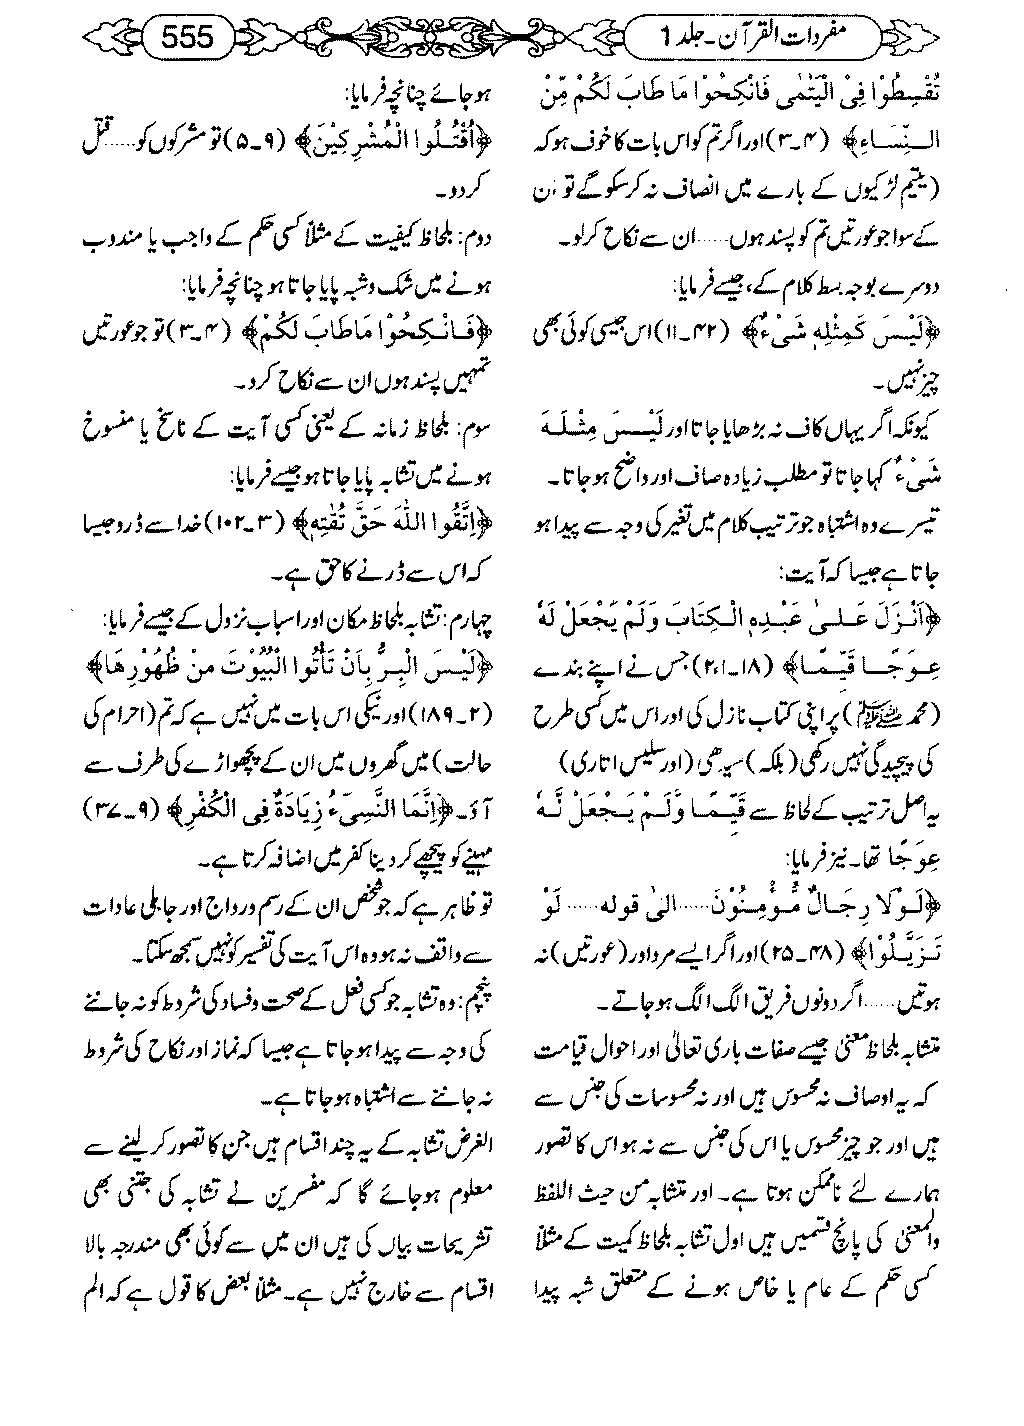 مفردات القرآن۔ جلد 1
555
تُقْسِطُوْا فِی الْیَتٰمٰی فَانْکِحُوْا مَا طَابَ لَکُمْ مِّنَ
النِّسَاءِ﴾ (۴۔۳) اور اگر تم کو اس بات کا خوف ہو کہ
(یتیم لڑکیوں کے بارے میں انصاف نہ کر سکو گے تو ان
کے سوا جو عورتیں تم کو پسند ہوں...... ان سے نکاح کر لو۔
دوسرے بوجہ بسط کلام کے، جیسے فرمایا:
﴿لَیْسَ کَمِثْلِهٖ شَیْءٌ﴾ (۴۲۔۱۱) اس جیسی کوئی بھی
چیز نہیں۔
کیونکہ اگر یہاں کاف نہ بڑھایا جاتا اور لَیْسَ مِثْلَهٗ
شَیْءٌ کہا جاتا تو مطلب زیادہ صاف اور واضح ہو جاتا۔
تیسرے وہ اشتباہ جو ترتیب کلام میں تغیر کی وجہ سے پیدا ہو
جاتا ہے جیسا کہ آیت:
﴿اَنْزَلَ عَلٰی عَبْدِهِ الْکِتَابَ وَلَمْ یَجْعَلْ لَهٗ
عِوَجًا قَیِّمًا﴾ (۱۸۔۲،۱) جس نے اپنے بندے
(محمد ﷺ) پر اپنی کتاب نازل کی اور اس میں کسی طرح
کی پیچیدگی نہیں رکھی (بلکہ) سیدھی (اور سلیس اتاری)
یہ اصل ترتیب کے لحاظ سے قَیِّمًا وَّلَمْ یَجْعَلْ لَّهٗ
عِوَجًا تھا۔ نیز فرمایا:
﴿لَوْلَا رِجَالٌ مُّؤْمِنُوْنَ...... الیٰ قوله...... لَوْ
تَزَیَّلُوْا﴾ (۴۸۔۲۵) اور اگر ایسے مرد اور (عورتیں) نہ
ہوتیں...... اگر دونوں فریق الگ الگ ہو جاتے۔
متشابہ بلحاظ معنی جیسے صفات باری تعالیٰ اور احوال قیامت
کہ یہ اوصاف نہ محسوس ہیں اور نہ محسوسات کی جنس سے
ہیں اور جو چیز محسوس یا اس کی جنس سے نہ ہو اس کا تصور
ہمارے لئے ناممکن ہوتا ہے۔ اور متشابہ من حیث اللفظ
والمعنی کی پانچ قسمیں ہیں اول تشابہ بلحاظ کمیت کے مثلاً
کسی حکم کے عام یا خاص ہونے کے متعلق شبہ پیدا
ہو جائے چنانچہ فرمایا:
﴿اُقْتُلُوا الْمُشْرِکِیْنَ﴾ (۹۔۵) تو مشرکوں کو...... قتل
کر دو۔
دوم: بلحاظ کیفیت کے مثلاً کسی حکم کے واجب یا مندوب
ہونے میں شک و شبہ پایا جاتا ہو چنانچہ فرمایا:
﴿فَانْکِحُوْا مَا طَابَ لَکُمْ﴾ (۴۔۳) تو جو عورتیں
تمہیں پسند ہوں ان سے نکاح کرو۔
سوم: بلحاظ زمانہ کے یعنی کسی آیت کے ناسخ یا منسوخ
ہونے میں تشابہ پایا جاتا ہو جیسے فرمایا:
﴿اِتَّقُوا اللّٰهَ حَقَّ تُقٰتِهٖ﴾ (۳۔۱۰۲) خدا سے ڈرو جیسا
کہ اس سے ڈرنے کا حق ہے۔
چہارم: تشابہ بلحاظ مکان اور اسباب نزول کے جیسے فرمایا:
﴿لَیْسَ الْبِرُّ بِاَنْ تَاْتُوا الْبُیُوْتَ مِنْ ظُهُوْرِهَا﴾
(۲۔۱۸۹) اور نیکی اس بات میں نہیں ہے کہ تم (احرام کی
حالت) میں گھروں میں ان کے پچھواڑے کی طرف سے
آؤ۔ ﴿اِنَّمَا النَّسِیْءُ زِیَادَةٌ فِی الْکُفْرِ﴾ (۹۔۳۷)
مہینے کو پیچھے کر دینا کفر میں اضافہ کرتا ہے۔
تو ظاہر ہے کہ جو شخص ان کے رسم و رواج اور جاہلی عادات
سے واقف نہ ہو وہ اس آیت کی تفسیر کو نہیں سمجھ سکتا۔
پنجم: وہ تشابہ جو کسی فعل کے صحت و فساد کی شروط کو نہ جاننے
کی وجہ سے پیدا ہو جاتا ہے جیسا کہ نماز اور نکاح کی شروط
نہ جاننے سے اشتباہ ہو جاتا ہے۔
الغرض تشابہ کے یہ چند اقسام ہیں جن کا تصور کر لینے سے
معلوم ہو جائے گا کہ مفسرین نے تشابہ کی جتنی بھی
تشریحات بیاں کی ہیں ان میں سے کوئی بھی مندرجہ بالا
اقسام سے خارج نہیں ہے۔ مثلاً بعض کا قول ہے کہ الم